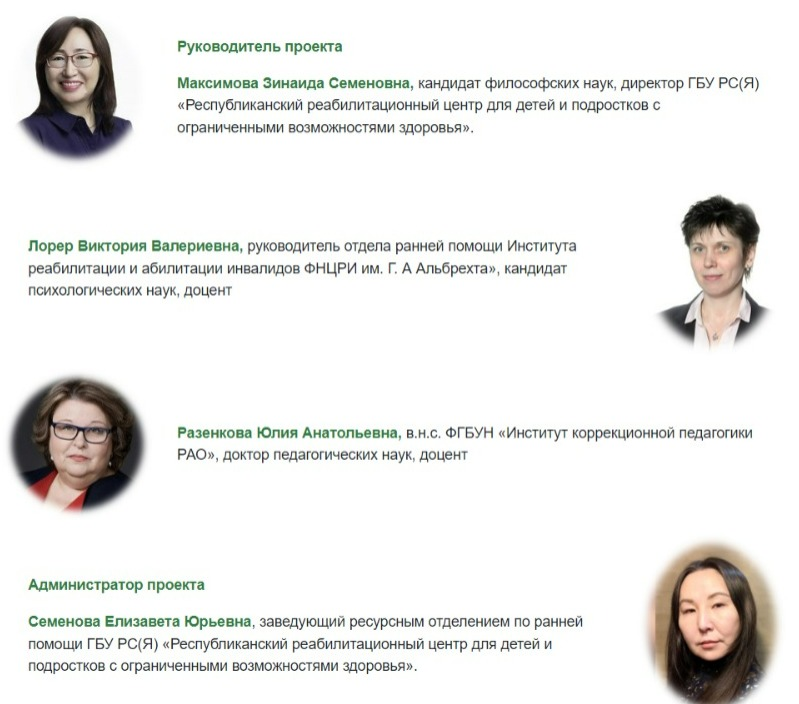 Руководитель проекта
Максимова Зинаида Семеновна, кандидат философских наук, директор ГБУ РС(Я)
«Республиканский реабилитационный центр для детей и подростков с
ограниченными возможностями здоровья».
Лорер Виктория Валериевна, руководитель отдела ранней помощи Института
реабилитации и абилитации инвалидов ФНЦРИ им. Г. А Альбрехта», кандидат
психологических наук, доцент
Разенкова Юлия Анатольевна, в.н.с. ФГБУН «Институт коррекционной педагогики
РАО», доктор педагогических наук, доцент
Администратор проекта
Семенова Елизавета Юрьевна, заведующий ресурсным отделением по ранней
помощи ГБУ РС(Я) «Республиканский реабилитационный центр для детей и
подростков с ограниченными возможностями здоровья».